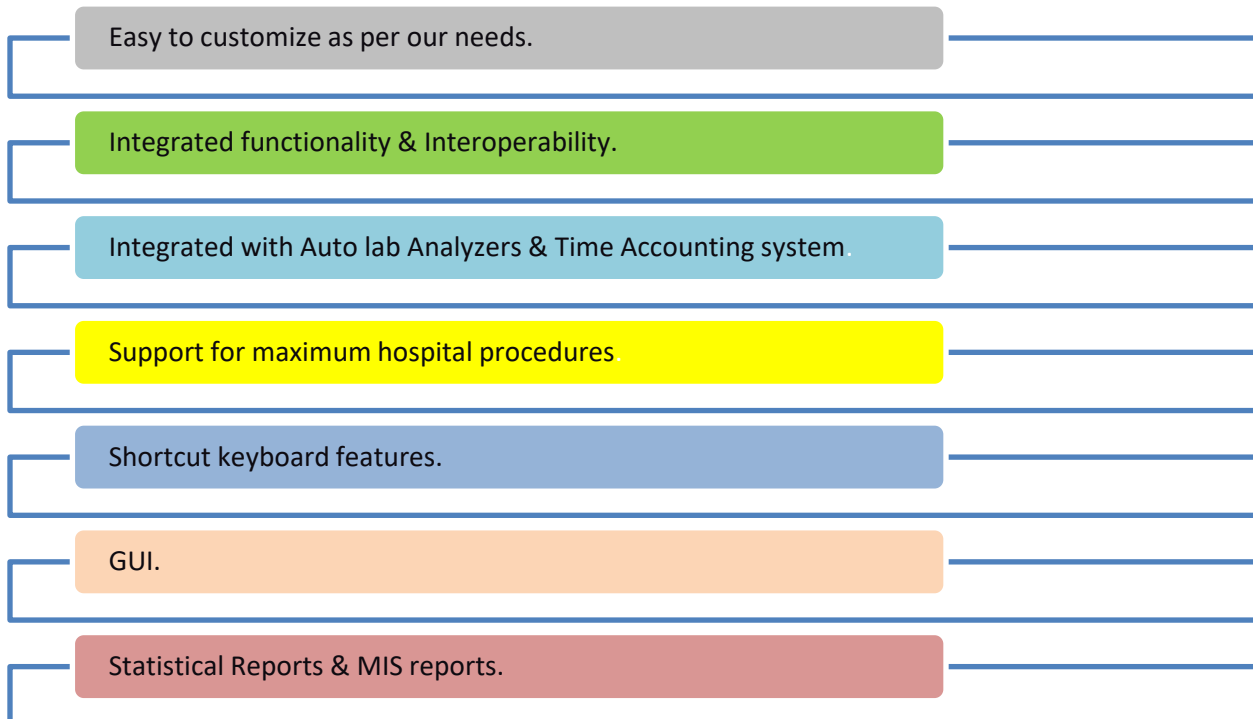 Easy to customize as per our needs.
Integrated functionality & Interoperability.
Integrated with Auto lab Analyzers & Time Accounting system.
Support for maximum hospital procedures.
Shortcut keyboard features.
GUI.
Statistical Reports & MIS reports.